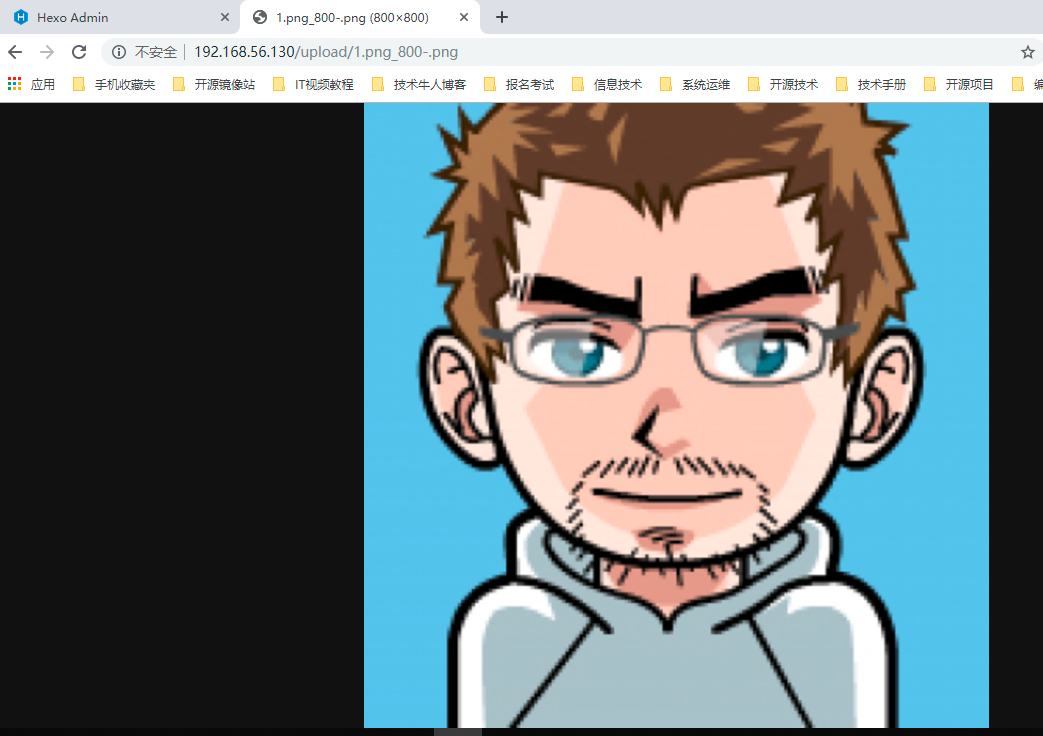 Hexo Admin
1.png_800-.png (800×800)
不安全 192.168.56.130/upload/1.png_800-.png
应用 手机收藏夹 开源镜像站 IT视频教程 技术牛人博客 报名考试 信息技术 系统运维 开源技术 技术手册 开源项目